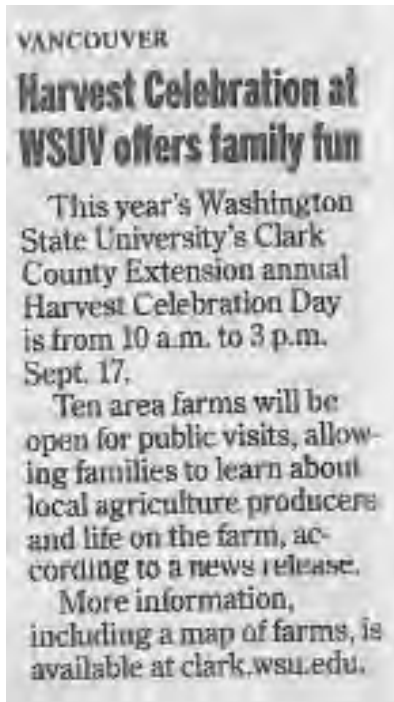 VANCOUVER
Harvest Celebration at
WSUV offers family fun
This year's Washington
State University's Clark
County Extension annual
Harvest Celebration Day
is from 10 a.m. to 3 p.m.
Sept. 17.
Ten area farms will be
open for public visits, allow-
ing families to learn about
local agriculture producers
and life on the farm, ac-
cording to a news release.
More information,
including a map of farms, is
available at clark.wsu.edu.